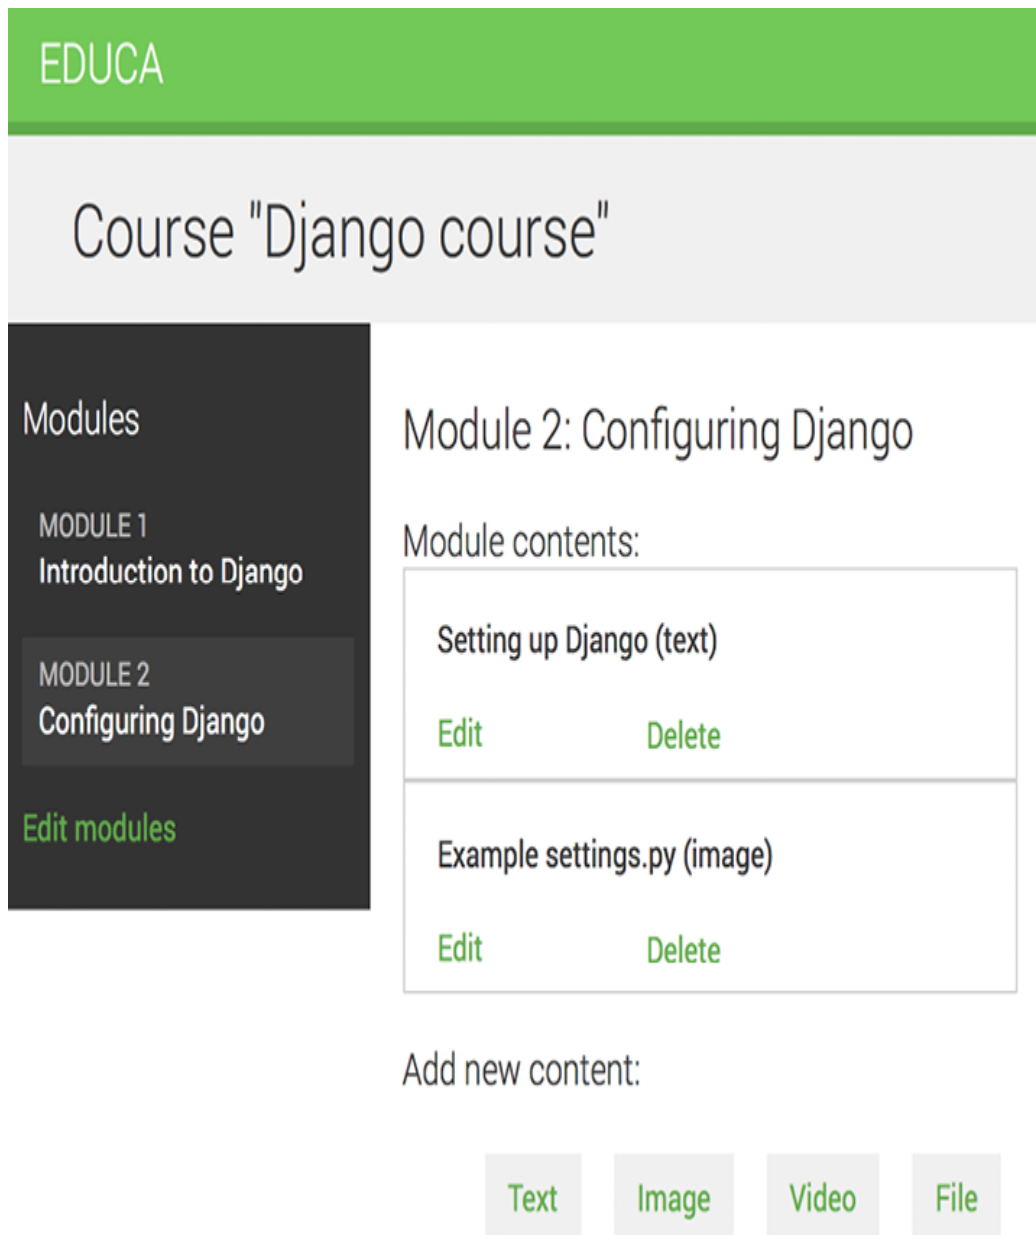 EDUCA
Course "Django course"
Modules
MODULE 1
Introduction to Django
MODULE 2
Configuring Django
Edit modules
Module 2: Configuring Django
Module contents:
Setting up Django (text)
Edit Delete
Example settings.py (image)
Edit Delete
Add new content:
Text Image Video File